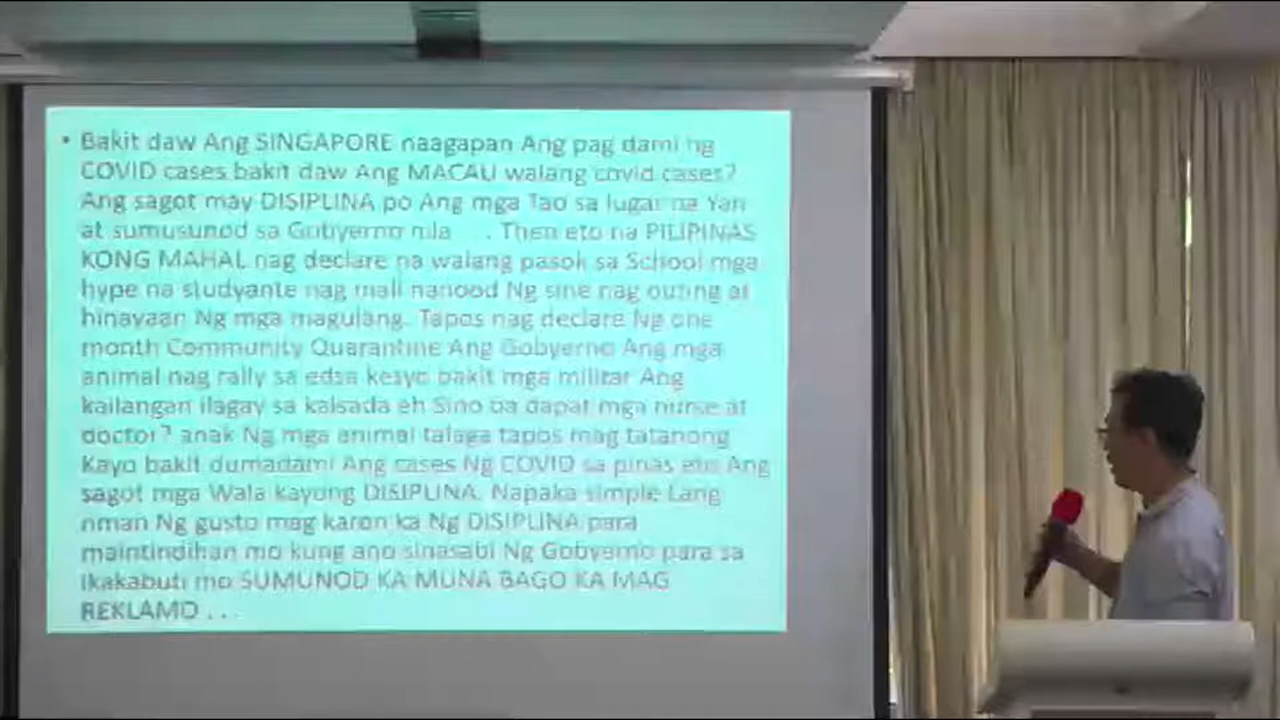 • Bakit daw Ang SINGAPORE naagapan Ang pag dami ng
COVID cases bakit daw Ang MACAU walang covid cases?
Ang sagot may DISIPLINA po Ang mga Tao sa lugar na Yan
at sumusunod sa Gobyerno nila . . Then eto na PILIPINAS
KONG MAHAL nag declare na walang pasok sa School mga
hype na studyante nag mall nanood Ng sine nag outing at
hinayaan Ng mga magulang. Tapos nag declare Ng one
month Community Quarantine Ang Gobyerno Ang mga
animal nag rally sa edsa kesyo bakit mga militar Ang
kailangan ilagay sa kalsada eh Sino ba dapat mga nurse at
doctor? anak Ng mga animal talaga tapos mag tatanong
Kayo bakit dumadami Ang cases Ng COVID sa pinas eto Ang
sagot mga Wala kayong DISIPLINA. Napaka simple Lang
nman Ng gusto mag karon ka Ng DISIPLINA para
maintindihan mo kung ano sinasabi Ng Gobyerno para sa
ikakabuti mo SUMUNOD KA MUNA BAGO KA MAG
REKLAMO . . .